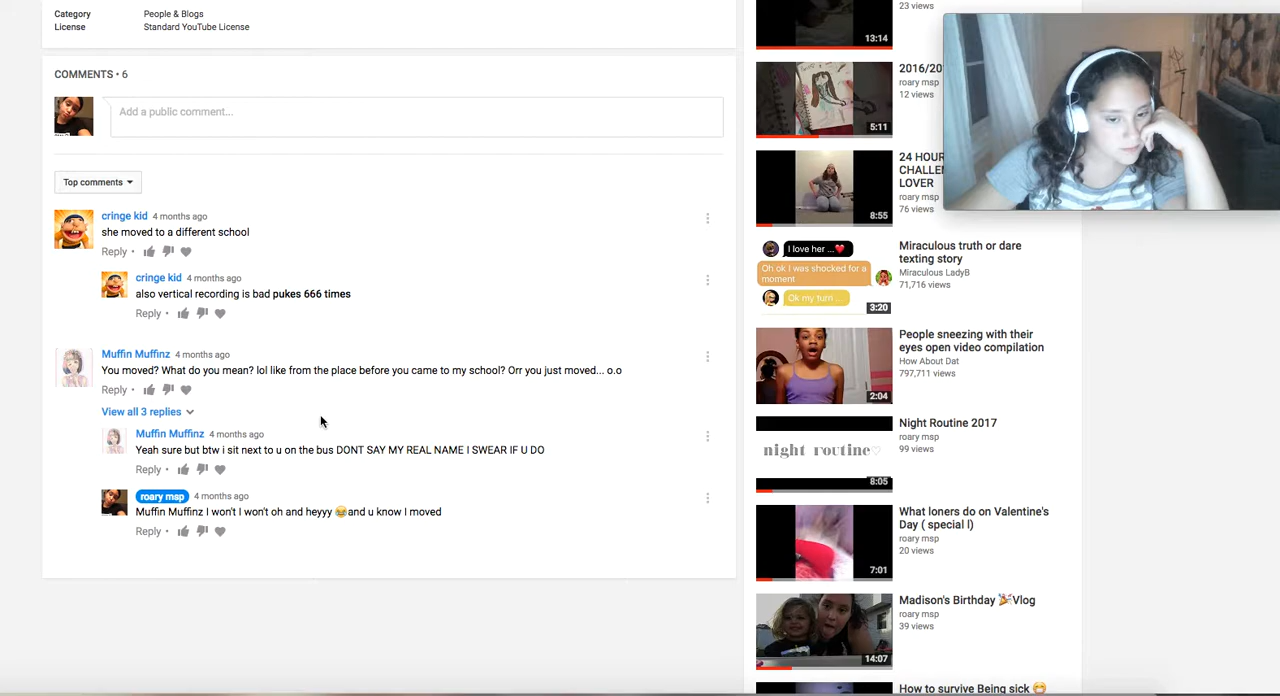 Category People & Blogs
License Standard YouTube License
COMMENTS • 6
Add a public comment...
Top comments
cringe kid 4 months ago
she moved to a different school
Reply •
cringe kid 4 months ago
also vertical recording is bad pukes 666 times
Reply •
Muffin Muffinz 4 months ago
You moved? What do you mean? lol like from the place before you came to my school? Orr you just moved... o.o
Reply •
View all 3 replies
Muffin Muffinz 4 months ago
Yeah sure but btw i sit next to u on the bus DONT SAY MY REAL NAME I SWEAR IF U DO
Reply •
roary msp 4 months ago
Muffin Muffinz I won't I won't oh and heyyy 😂and u know I moved
Reply •
23 views
13:14
2016/20
roary msp
12 views
5:11
24 HOUR
CHALLEN
LOVER
roary msp
76 views
8:55
I love her ...❤️
Oh ok I was shocked for a
moment
Ok my turn ...
3:20
Miraculous truth or dare
texting story
Miraculous LadyB
71,716 views
People sneezing with their
eyes open video compilation
How About Dat
797,711 views
2:04
Night Routine 2017
roary msp
99 views
night routine♡
8:05
What loners do on Valentine's
Day ( special I)
roary msp
20 views
7:01
Madison's Birthday 🎉Vlog
roary msp
39 views
14:07
How to survive Being sick 😁